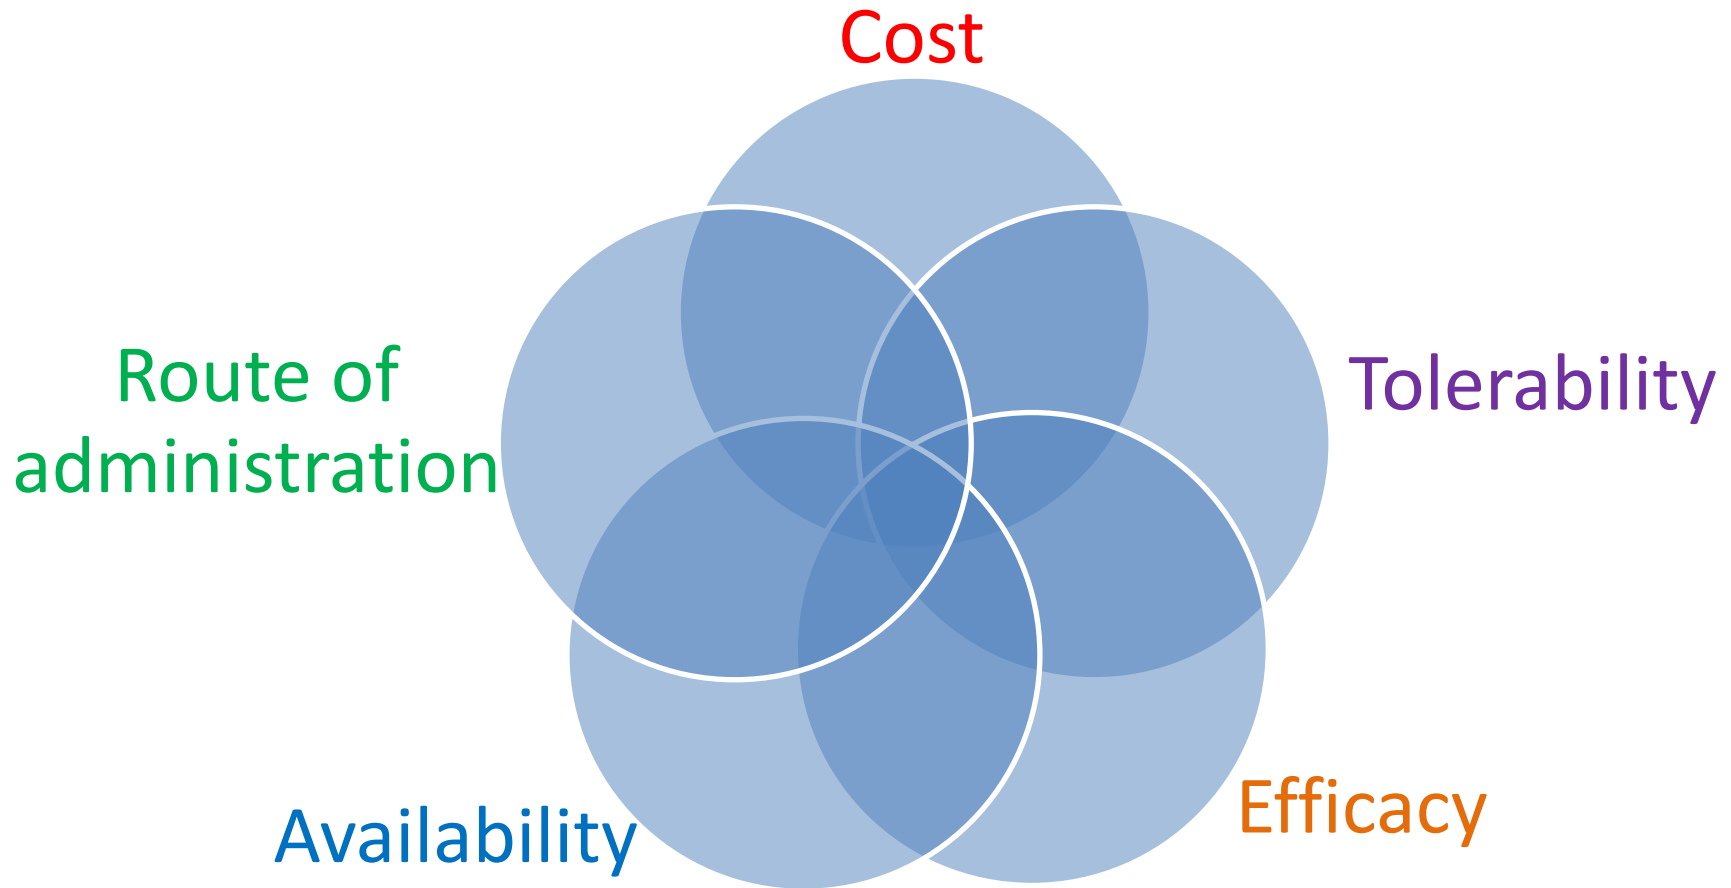 Cost
Route of
administration
Tolerability
Availability
Efficacy